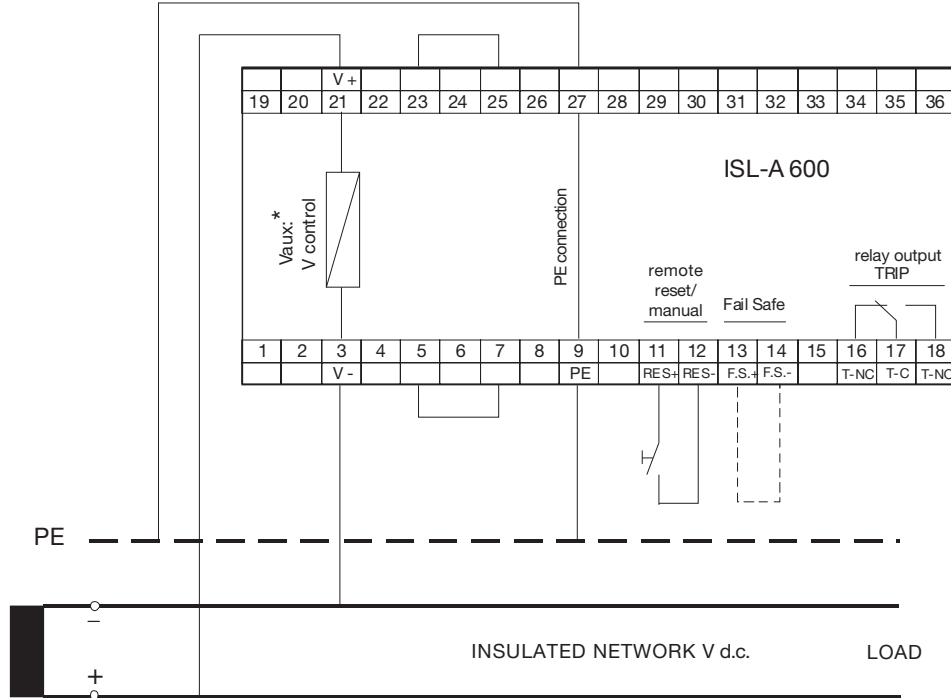 V +
19 20 21 22 23 24 25 26 27 28 29 30 31 32 33 34 35 36
ISL-A 600
Vaux:*
V control
PE connection
remote
reset/
manual
Fail Safe
relay output
TRIP
1 2 3 4 5 6 7 8 9 10 11 12 13 14 15 16 17 18
V - PE RES+ RES- F.S.+ F.S.- T-NC T-C T-NO
PE
−
INSULATED NETWORK V d.c. LOAD
+